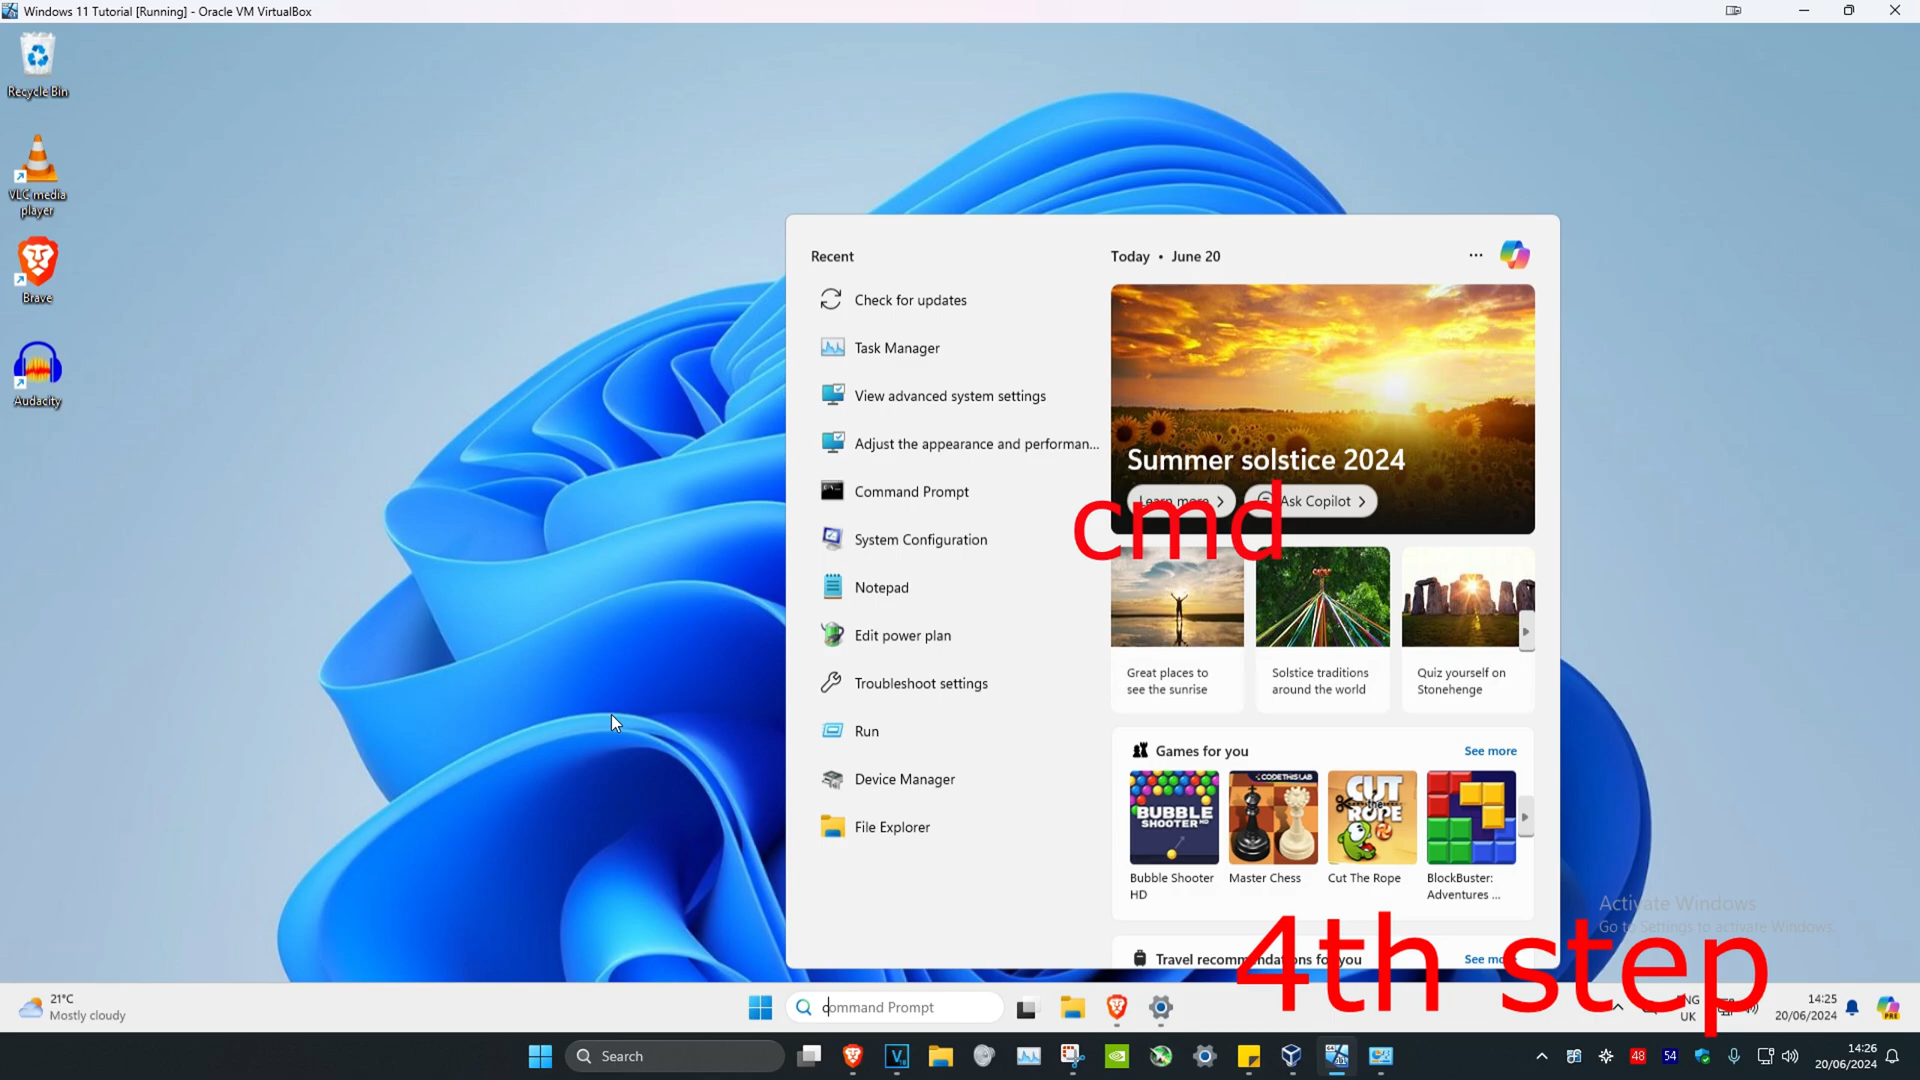 Windows 11 Tutorial [Running] - Oracle VM VirtualBox
Recycle Bin
VLC media
player
Brave
Audacity
Recent
Check for updates
Task Manager
View advanced system settings
Adjust the appearance and performan...
Command Prompt
System Configuration
Notepad
Edit power plan
Troubleshoot settings
Run
Device Manager
File Explorer
Today • June 20
Summer solstice 2024
Learn more
Ask Copilot
cmd
Great places to
see the sunrise
Solstice traditions
around the world
Quiz yourself on
Stonehenge
Games for you
See more
BUBBLE
SHOOTER HD
CODETHISLAB
CUT
the
ROPE
Bubble Shooter
HD
Master Chess
Cut The Rope
BlockBuster:
Adventures ...
Activate Windows
Go to Settings to activate Windows.
Travel recommendations for you
See more
4th step
21°C
Mostly cloudy
command Prompt
ENG
UK
14:25
20/06/2024
PRE
Search
48
54
14:26
20/06/2024